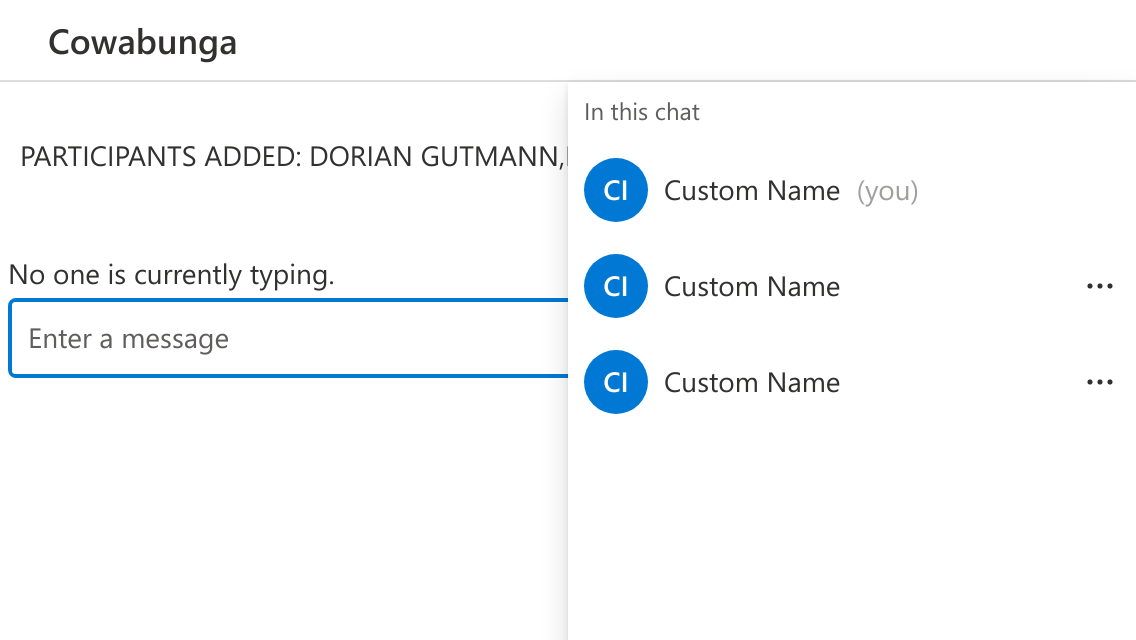 Cowabunga
PARTICIPANTS ADDED: DORIAN GUTMANN,
No one is currently typing.
Enter a message
In this chat
CI Custom Name (you)
CI Custom Name
CI Custom Name